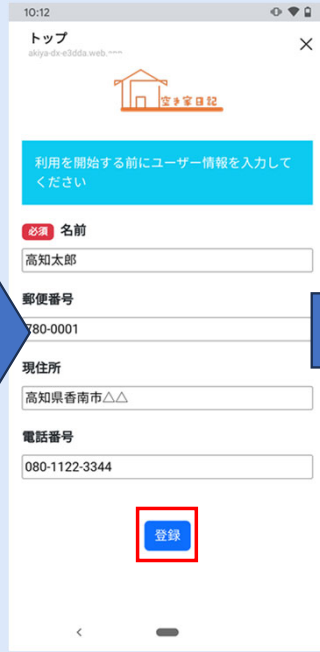 10:12
トップ
akiya-dx-e3dda.web.
空き家日記
利用を開始する前にユーザー情報を入力して
ください
必須 名前
高知太郎
郵便番号
780-0001
現住所
高知県香南市△△
電話番号
080-1122-3344
登録